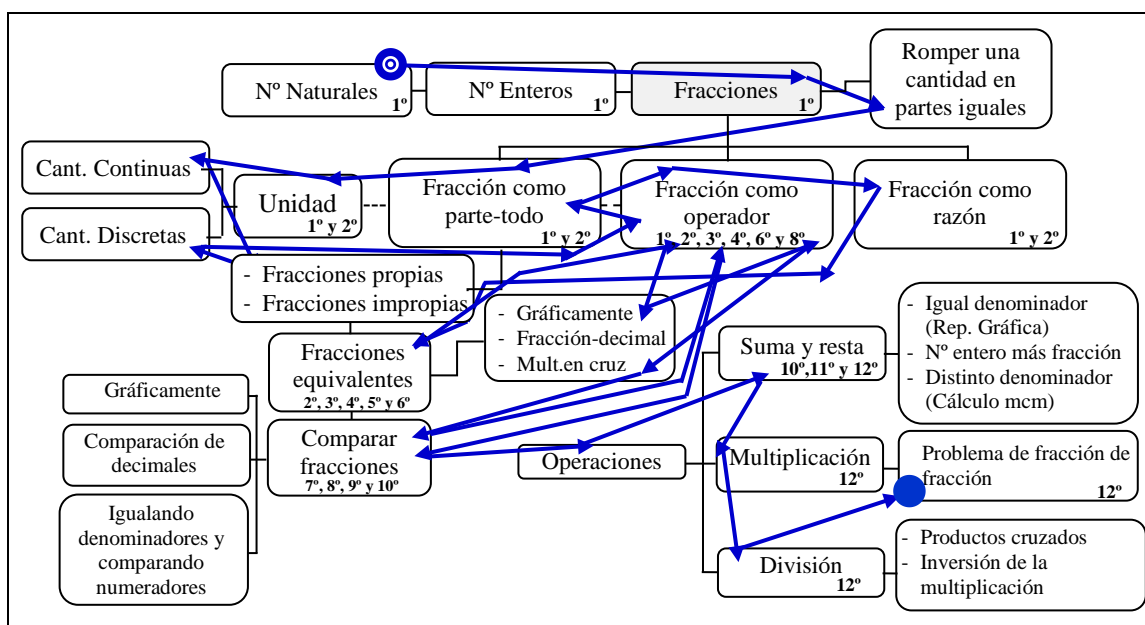 Nº Naturales
1º
Nº Enteros
1º
Fracciones
1º
Romper una
cantidad en
partes iguales
Cant. Continuas
Cant. Discretas
Unidad
1º y 2º
Fracción como
parte-todo
1º y 2º
Fracción como
operador
1º, 2º, 3º, 4º, 6º y 8º
Fracción como
razón
1º y 2º
- Fracciones propias
- Fracciones impropias
- Gráficamente
- Fracción-decimal
- Mult.en cruz
Fracciones
equivalentes
2º, 3º, 4º, 5º y 6º
Gráficamente
Comparación de
decimales
Igualando
denominadores y
comparando
numeradores
Comparar
fracciones
7º, 8º, 9º y 10º
Operaciones
Suma y resta
10º,11º y 12º
- Igual denominador
(Rep. Gráfica)
- Nº entero más fracción
- Distinto denominador
(Cálculo mcm)
Multiplicación
12º
Problema de fracción de
fracción
12º
División
12º
- Productos cruzados
- Inversión de la
multiplicación